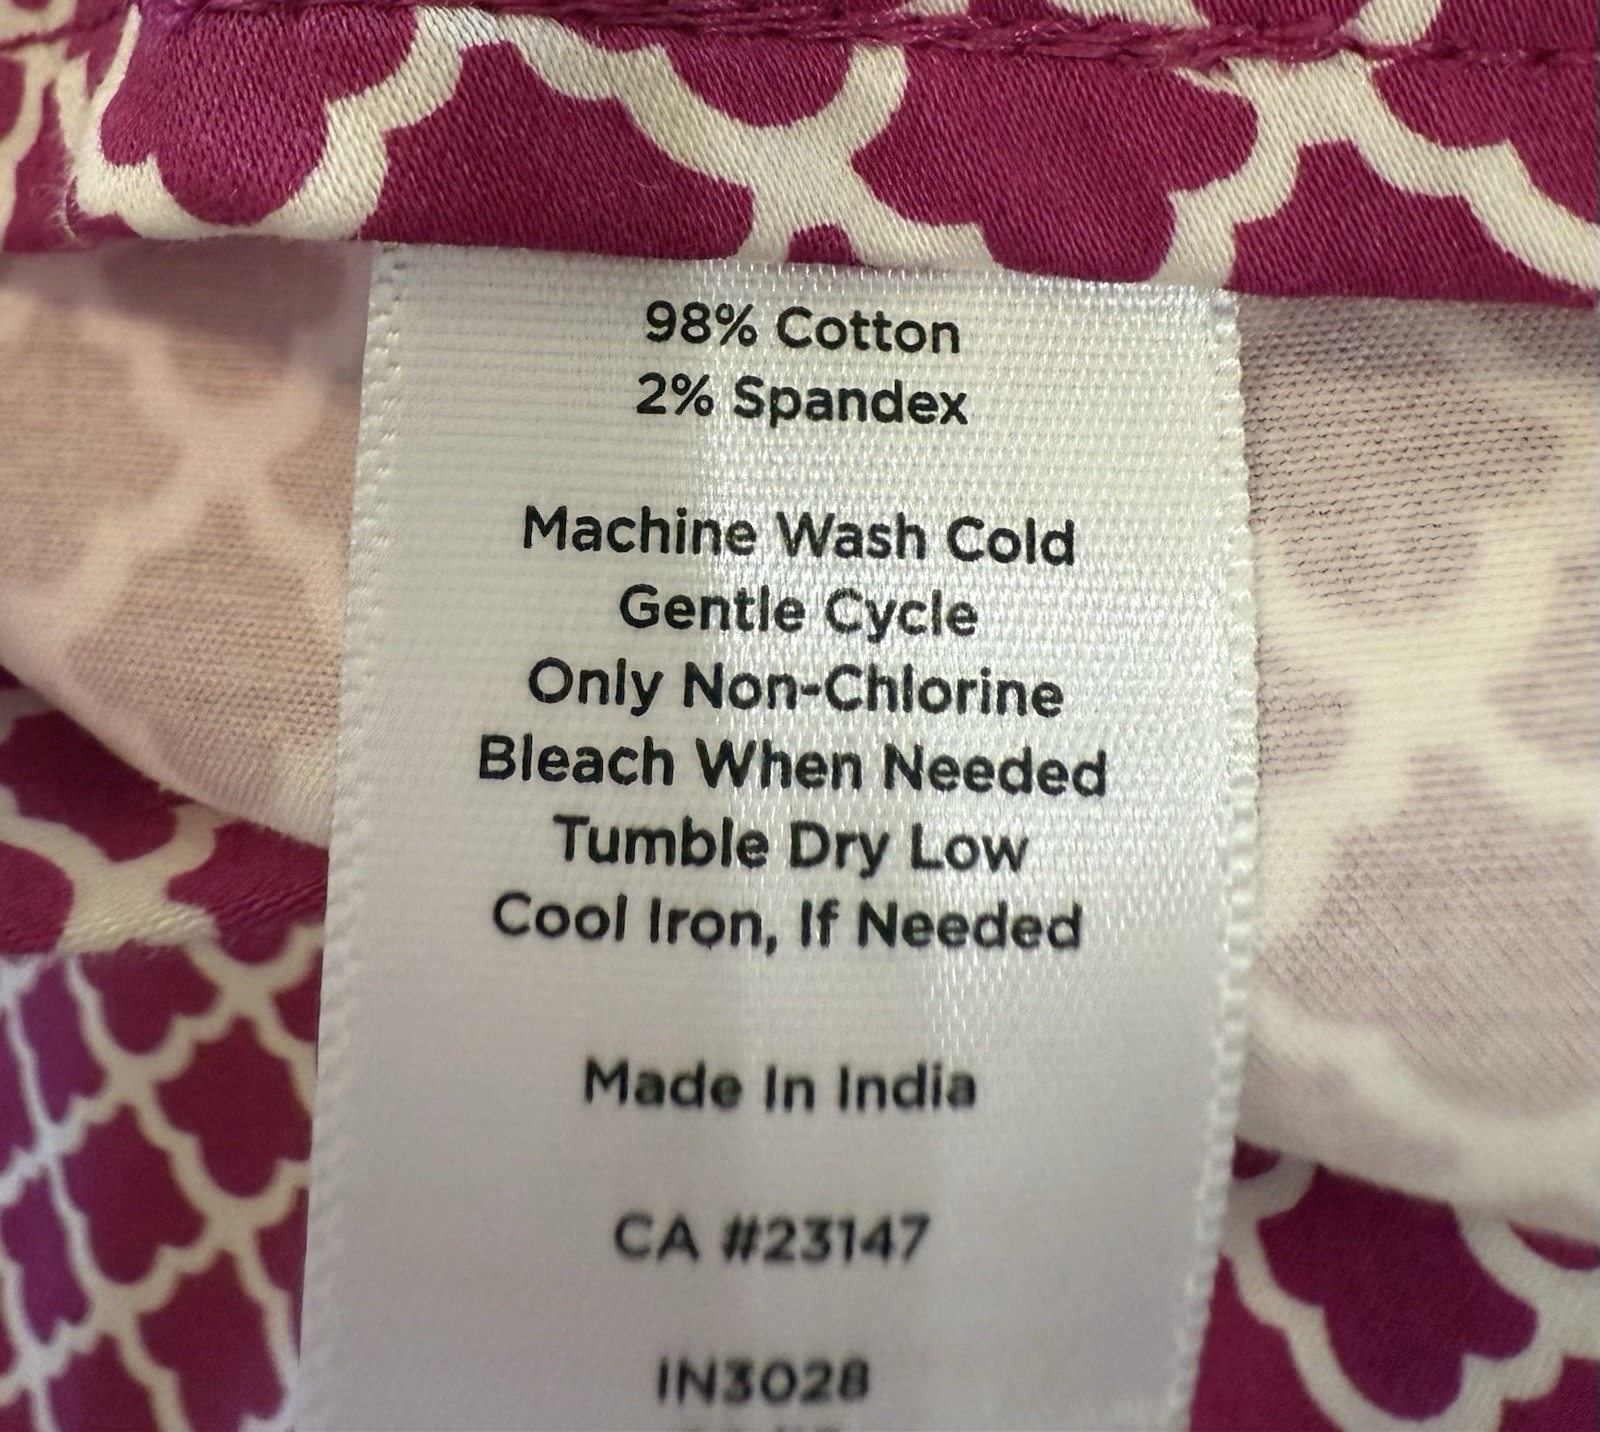 98% Cotton
2% Spandex
Machine Wash Cold
Gentle Cycle
Only Non-Chlorine
Bleach When Needed
Tumble Dry Low
Cool Iron, If Needed
Made In India
CA #23147
IN3028